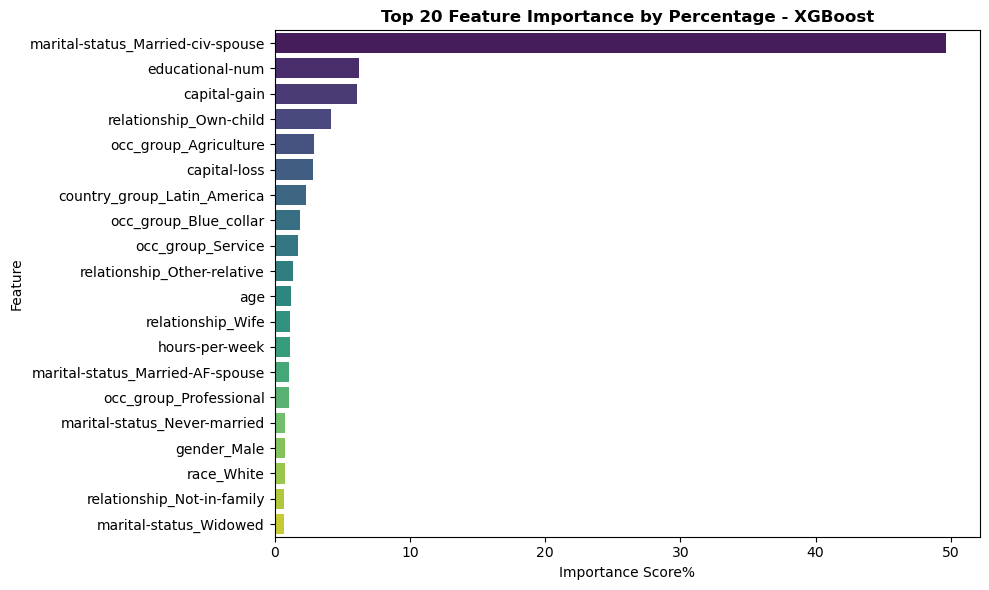 Top 20 Feature Importance by Percentage - XGBoost
marital-status_Married-civ-spouse
educational-num
capital-gain
relationship_Own-child
occ_group_Agriculture
capital-loss
country_group_Latin_America
occ_group_Blue_collar
occ_group_Service
relationship_Other-relative
age
relationship_Wife
hours-per-week
marital-status_Married-AF-spouse
occ_group_Professional
marital-status_Never-married
gender_Male
race_White
relationship_Not-in-family
marital-status_Widowed
Feature
0 10 20 30 40 50
Importance Score%